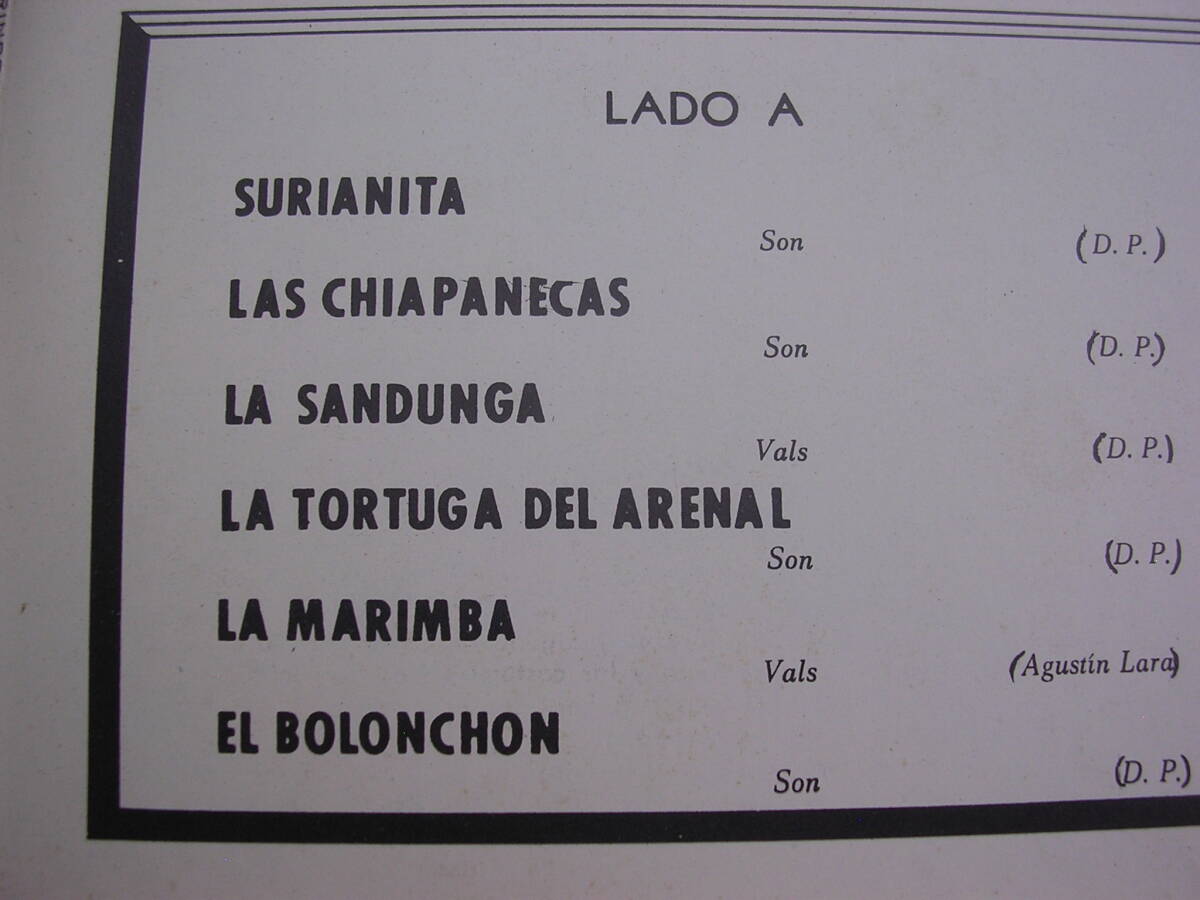 LADO A
SURIANITA
Son (D. P.)
LAS CHIAPANECAS
Son (D. P.)
LA SANDUNGA
Vals (D. P.)
LA TORTUGA DEL ARENAL
Son (D. P.)
LA MARIMBA
Vals (Agustín Lara)
EL BOLONCHON
Son (D. P.)